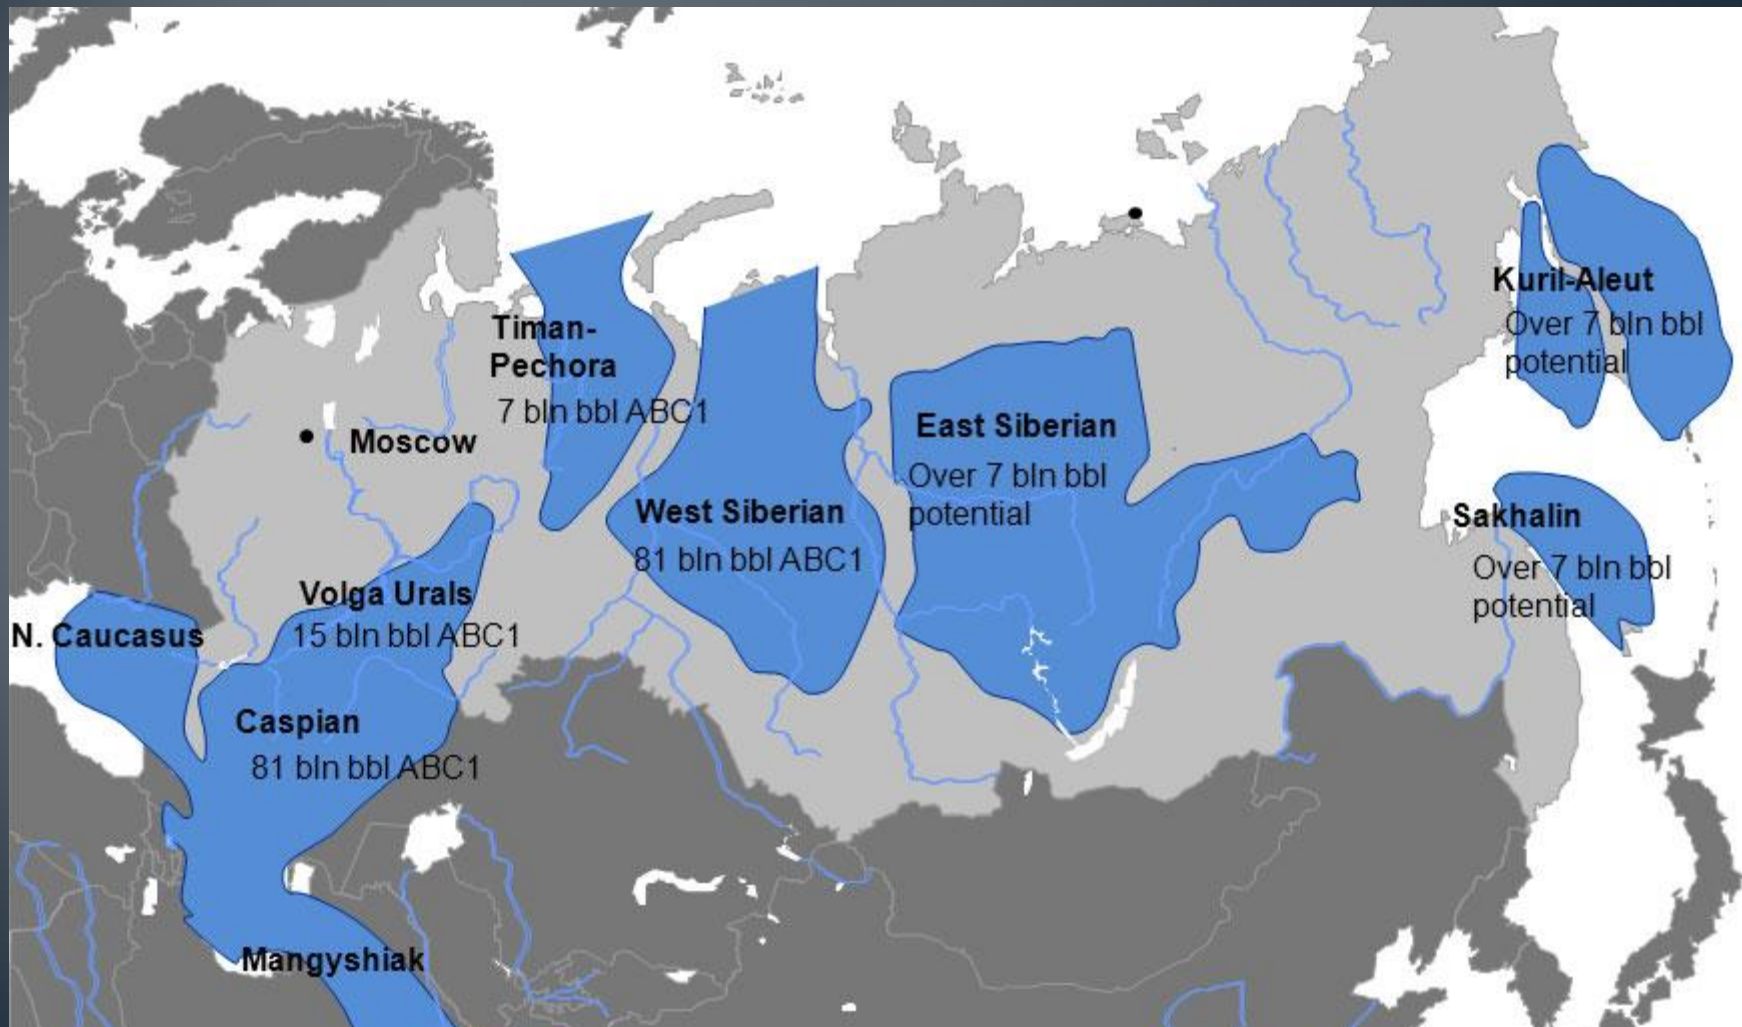 Timan-
Pechora
7 bln bbl ABC1
Moscow
West Siberian
81 bln bbl ABC1
East Siberian
Over 7 bln bbl
potential
Kuril-Aleut
Over 7 bln bbl
potential
Sakhalin
Over 7 bln bbl
potential
Volga Urals
15 bln bbl ABC1
N. Caucasus
Caspian
81 bln bbl ABC1
Mangyshiak